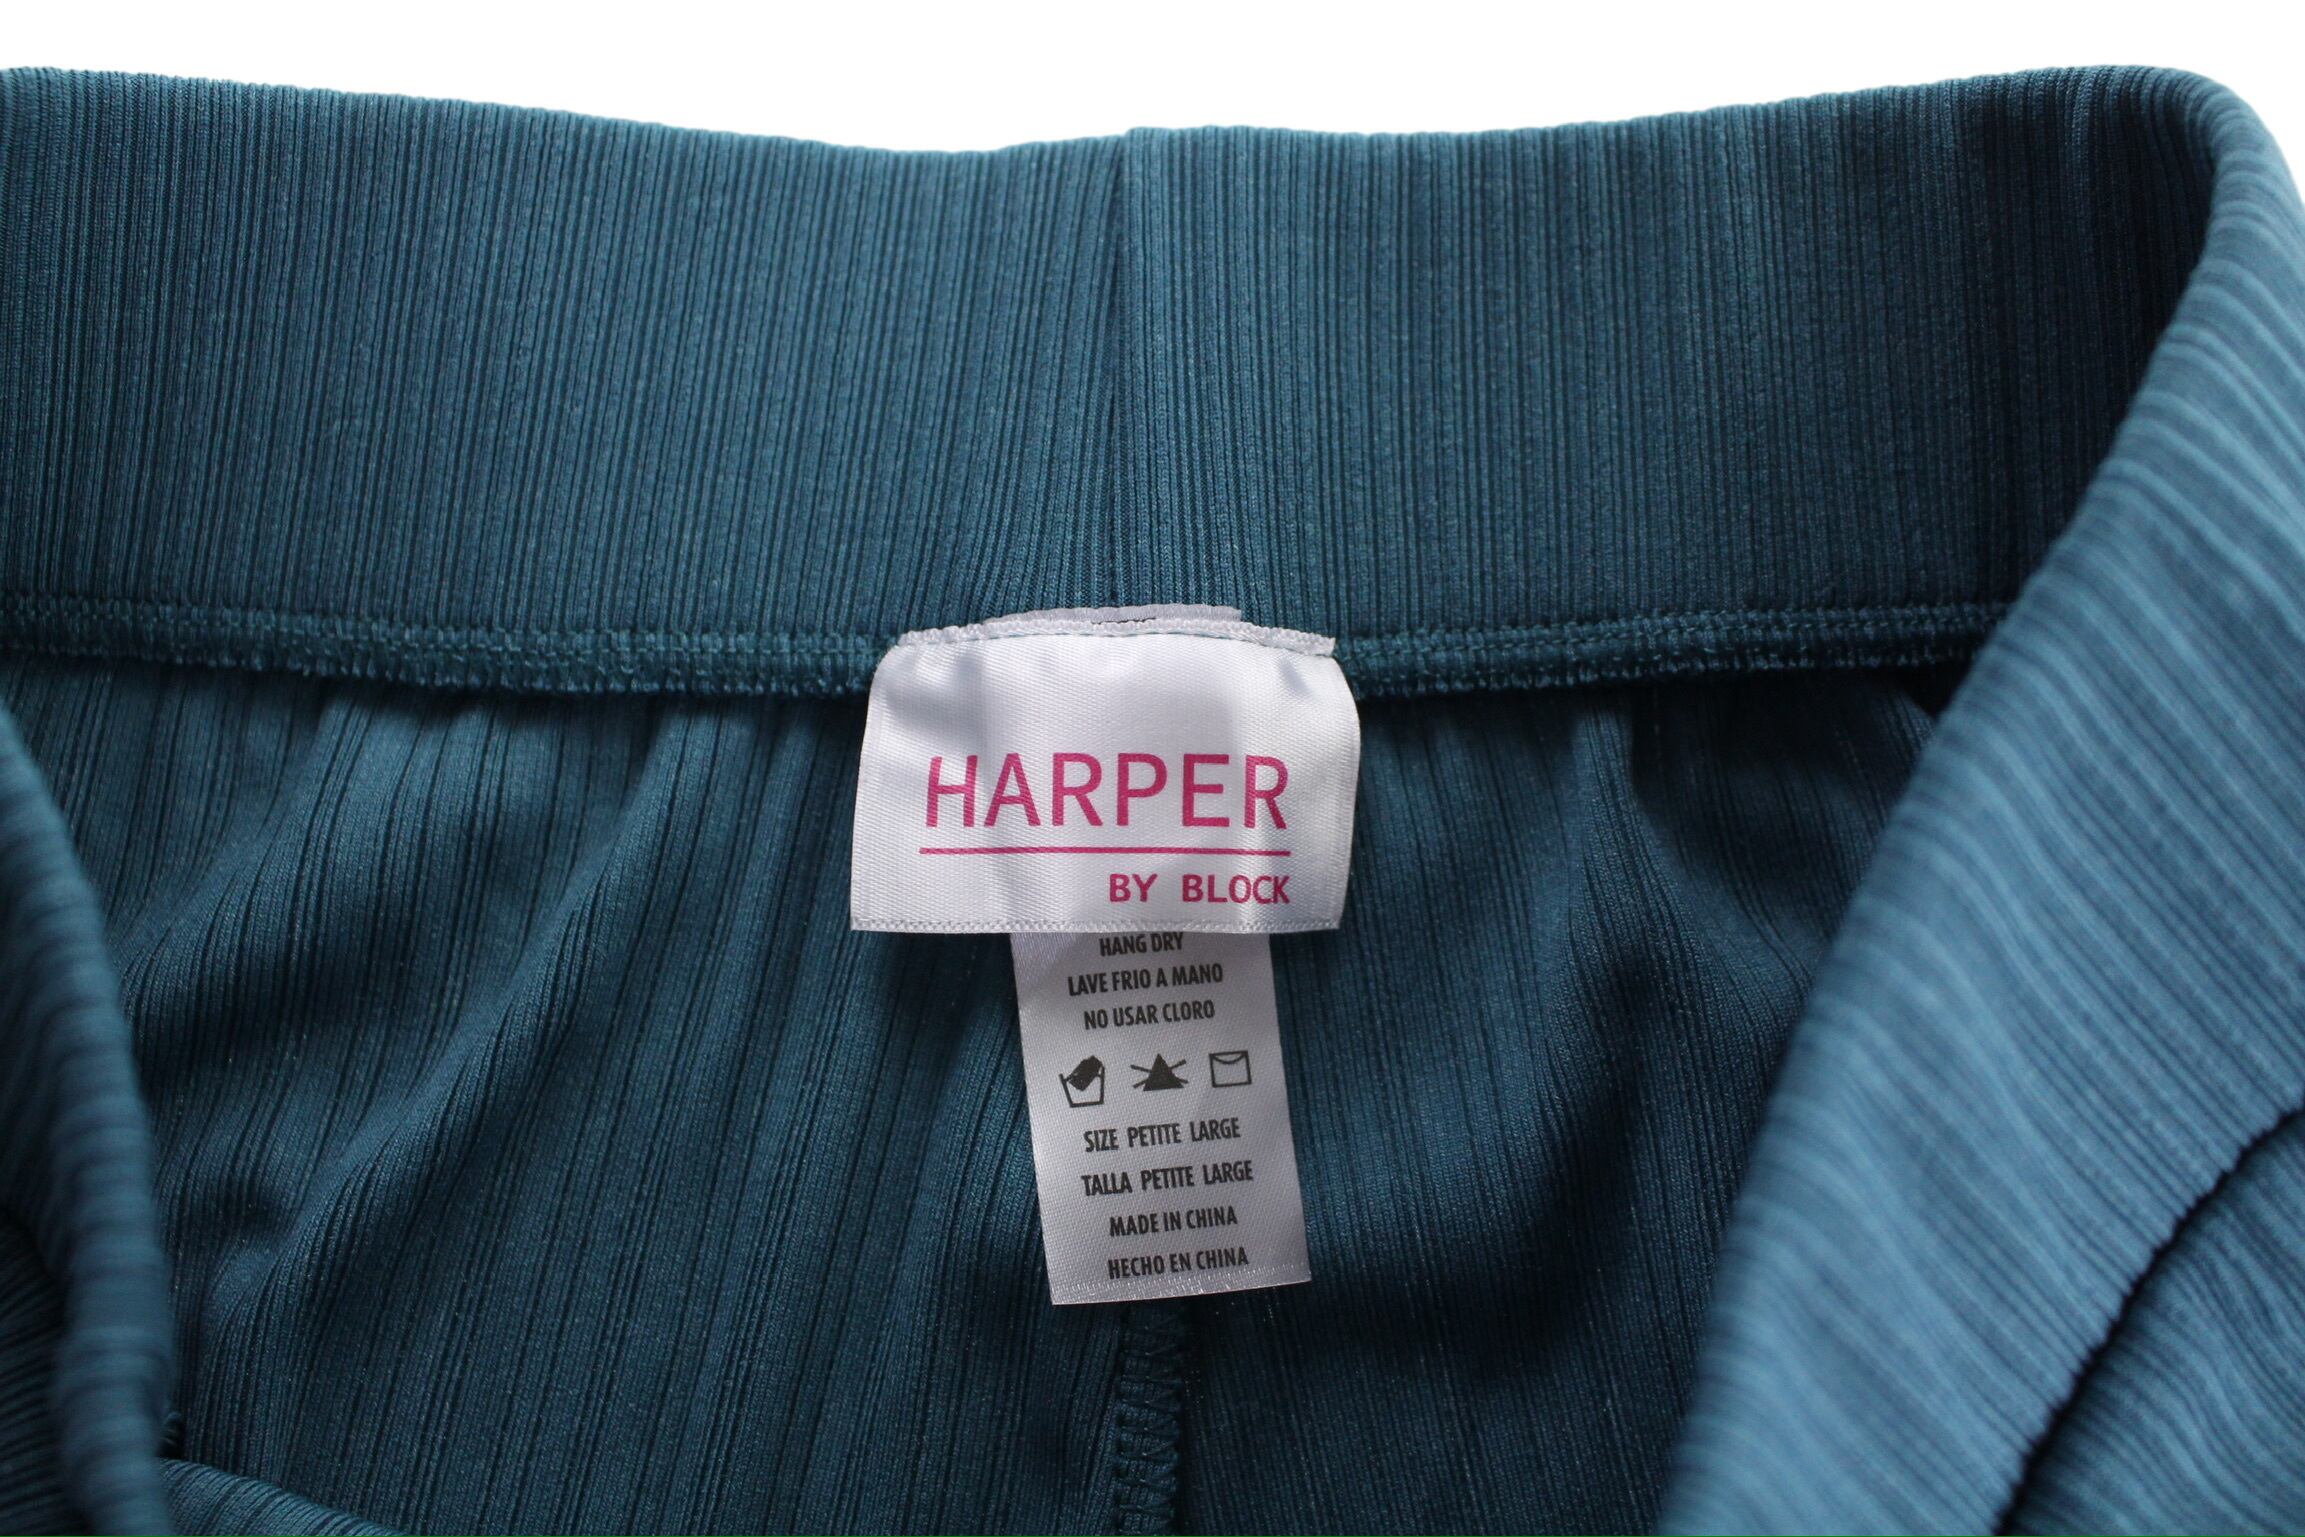 HARPER
BY BLOCK
HANG DRY
LAVE FRIO A MANO
NO USAR CLORO
SIZE PETITE LARGE
TALLA PETITE LARGE
MADE IN CHINA
HECHO EN CHINA